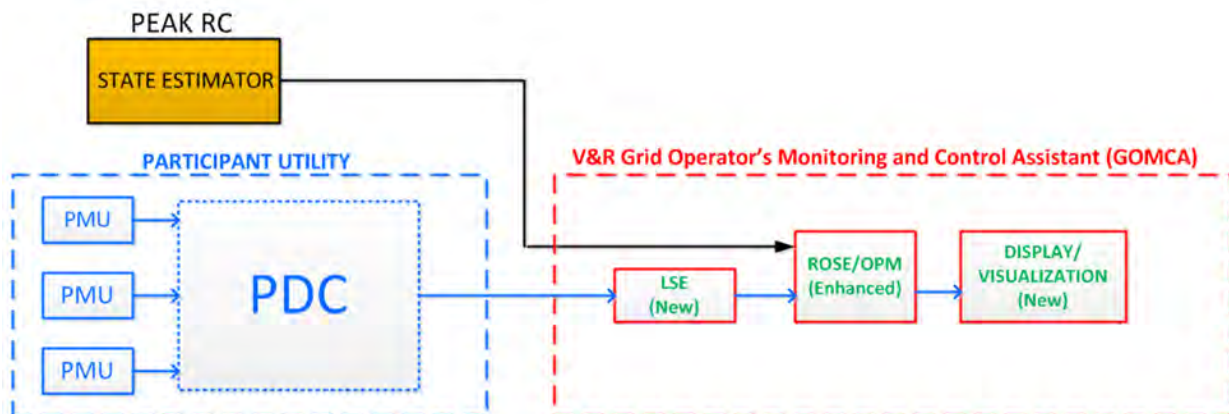 PEAK RC
STATE ESTIMATOR
PARTICIPANT UTILITY
V&R Grid Operator's Monitoring and Control Assistant (GOMCA)
PMU
PMU
PMU
PDC
LSE
(New)
ROSE/OPM
(Enhanced)
DISPLAY/
VISUALIZATION
(New)